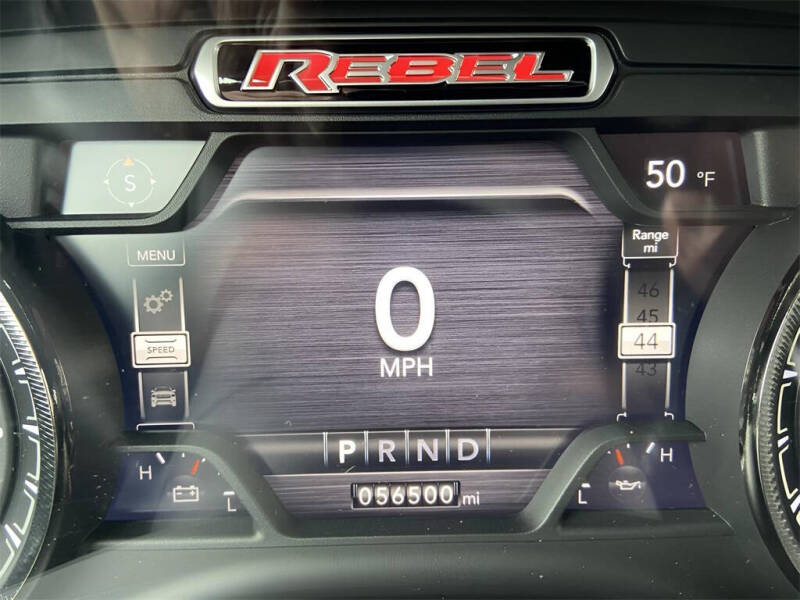 REBEL
S
50 °F
MENU
Range
mi
46
45
SPEED
44
43
0
MPH
P R N D
H
L
056500 mi
L
H